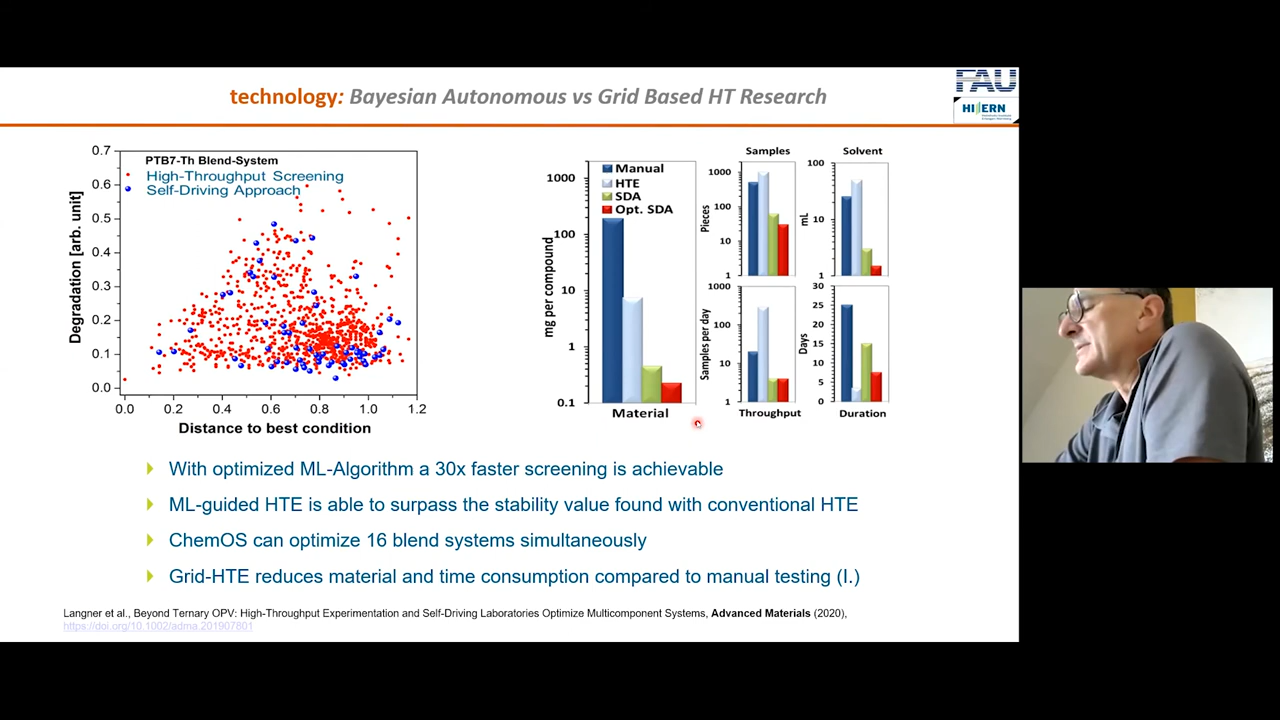 technology: Bayesian Autonomous vs Grid Based HT Research
FAU
HI ERN
PTB7-Th Blend-System
High-Throughput Screening
Self-Driving Approach
Degradation [arb. unit]
0.7
0.6
0.5
0.4
0.3
0.2
0.1
0.0
0.0 0.2 0.4 0.6 0.8 1.0 1.2
Distance to best condition
Manual
HTE
SDA
Opt. SDA
mg per compound
1000
100
10
1
0.1
Material
Samples
Pieces
1000
100
10
1
Solvent
mL
100
10
1
Samples per day
1000
100
10
1
Throughput
Days
30
25
20
15
10
5
0
Duration
With optimized ML-Algorithm a 30x faster screening is achievable
ML-guided HTE is able to surpass the stability value found with conventional HTE
ChemOS can optimize 16 blend systems simultaneously
Grid-HTE reduces material and time consumption compared to manual testing (I.)
Langner et al., Beyond Ternary OPV: High-Throughput Experimentation and Self-Driving Laboratories Optimize Multicomponent Systems, Advanced Materials (2020),
https://doi.org/10.1002/adma.201907801